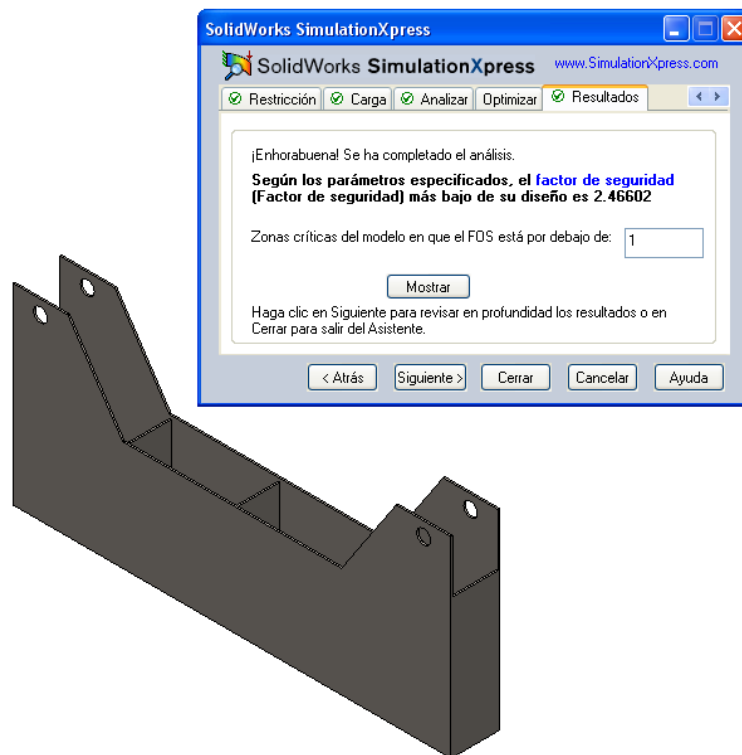 SolidWorks SimulationXpress
SolidWorks SimulationXpress www.SimulationXpress.com
Restricción Carga Analizar Optimizar Resultados
¡Enhorabuena! Se ha completado el análisis.
Según los parámetros especificados, el factor de seguridad
(Factor de seguridad) más bajo de su diseño es 2.46602
Zonas críticas del modelo en que el FOS está por debajo de: 1
Mostrar
Haga clic en Siguiente para revisar en profundidad los resultados o en
Cerrar para salir del Asistente.
< Atrás Siguiente > Cerrar Cancelar Ayuda